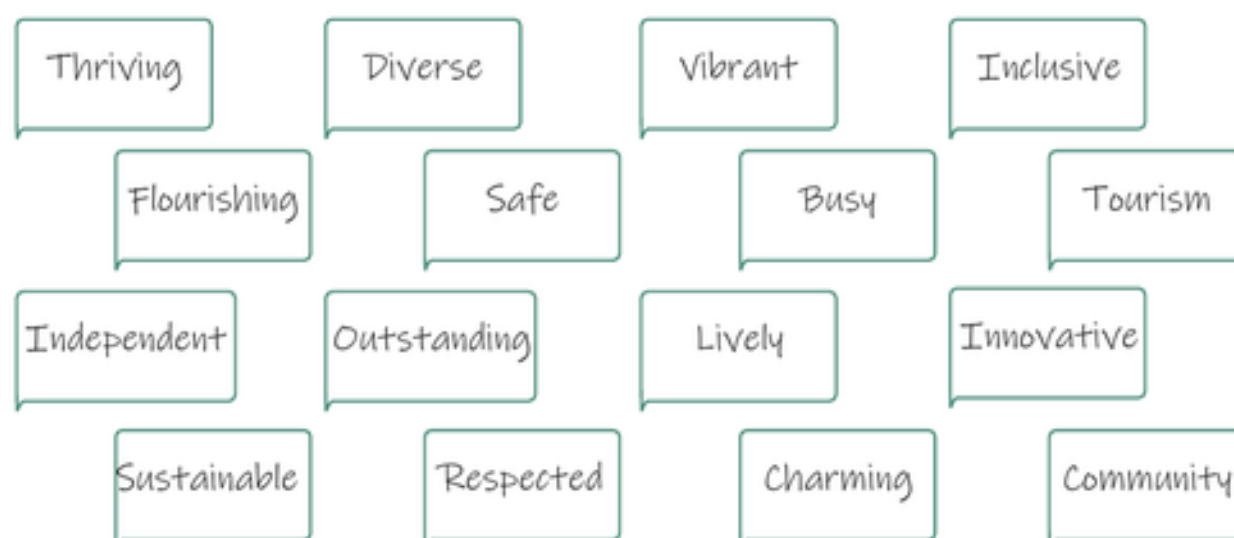 Thriving Diverse Vibrant Inclusive
Flourishing Safe Busy Tourism
Independent Outstanding Lively Innovative
Sustainable Respected Charming Community